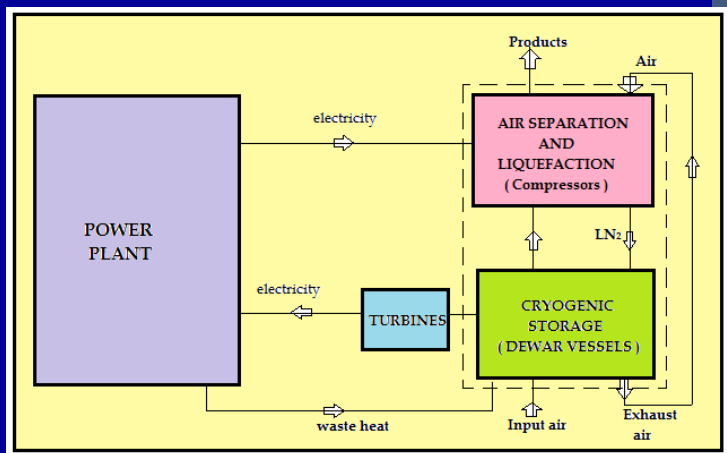 Products
Air
electricity
AIR SEPARATION
AND
LIQUEFACTION
( Compressors )
POWER
PLANT
LN2
electricity
TURBINES
CRYOGENIC
STORAGE
( DEWAR VESSELS )
waste heat
Input air
Exhaust
air